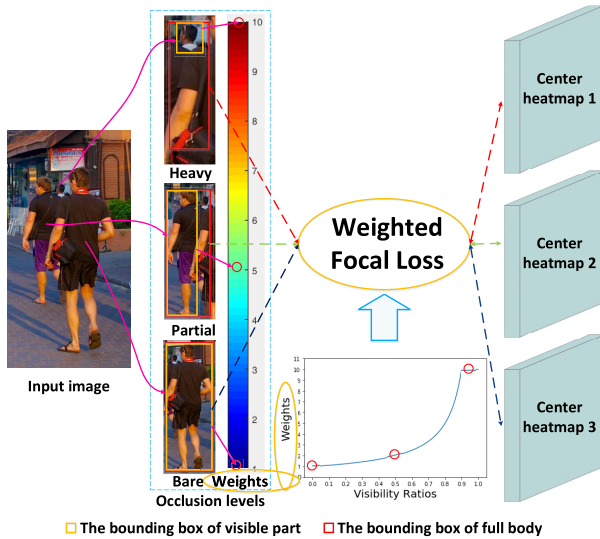 10
9
8
7
6
5
4
3
2
1
Heavy
Partial
Bare
Weights
Occlusion levels
Input image
Weighted
Focal Loss
Center
heatmap 1
Center
heatmap 2
Center
heatmap 3
Weights
11
10
9
8
7
6
5
4
3
2
1
0
0.0 0.1 0.2 0.3 0.4 0.5 0.6 0.7 0.8 0.9 1.0
Visibility Ratios
The bounding box of visible part
The bounding box of full body